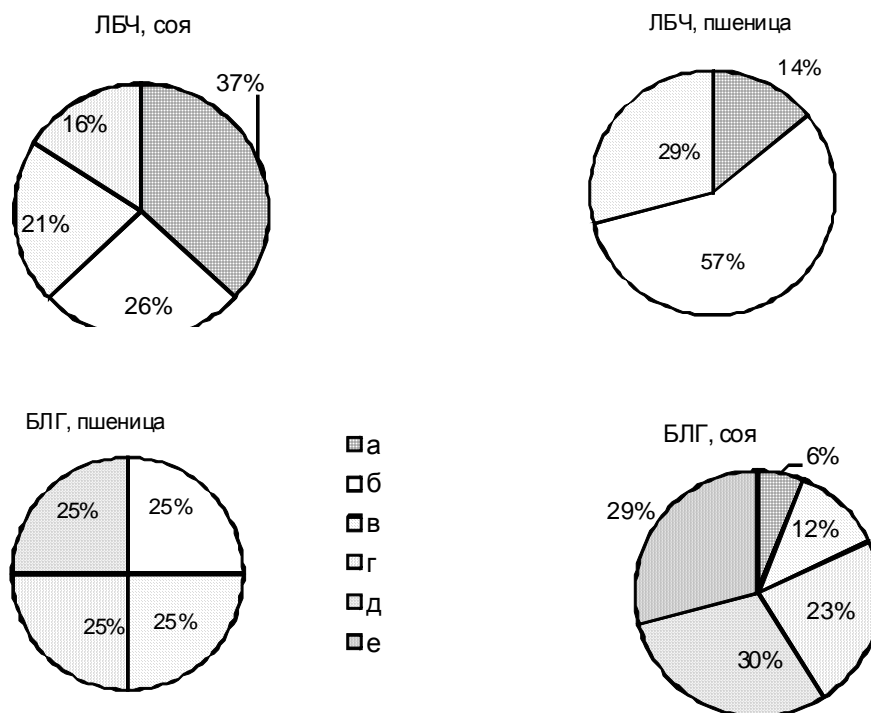 ЛБЧ, соя
37%
16%
21%
26%
ЛБЧ, пшеница
14%
29%
57%
БЛГ, пшеница
25%
25%
25%
25%
а
б
в
г
д
е
БЛГ, соя
6%
29%
12%
23%
30%